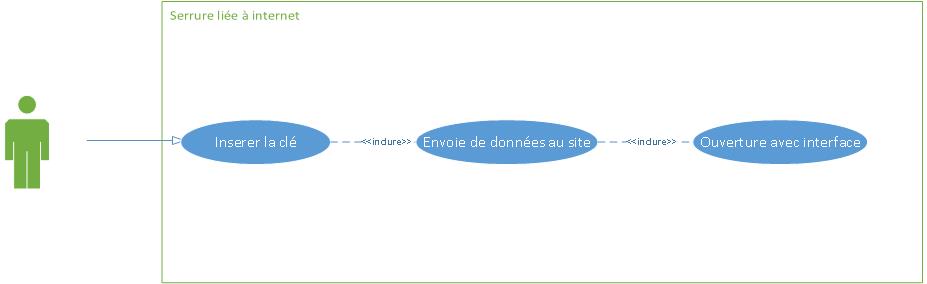 Serrure liée à internet
Inserer la clé
<<indure>>
Envoie de données au site
<<indure>>
Ouverture avec interface